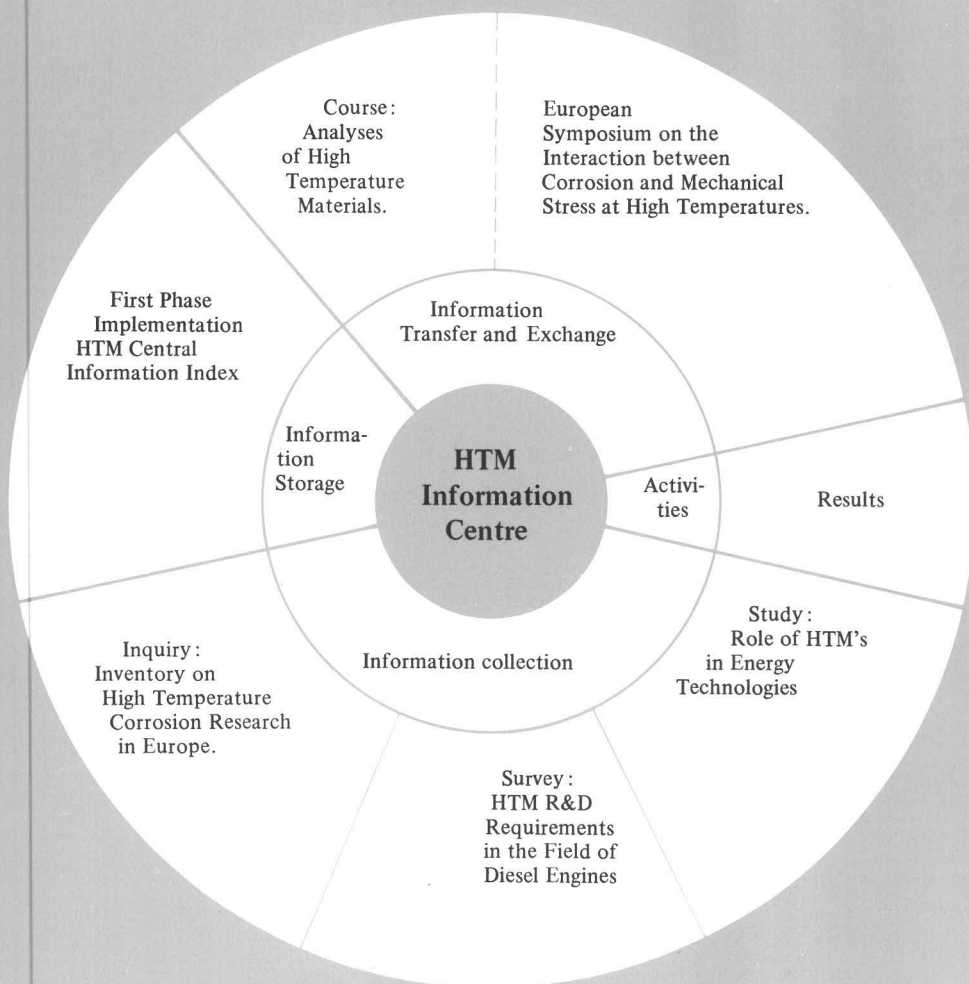 Course:
Analyses
of High
Temperature
Materials.
European
Symposium on the
Interaction between
Corrosion and Mechanical
Stress at High Temperatures.
First Phase
Implementation
HTM Central
Information Index
Information
Transfer and Exchange
Informa-
tion
Storage
HTM
Information
Centre
Activi-
ties
Results
Information collection
Study:
Role of HTM's
in Energy
Technologies
Inquiry:
Inventory on
High Temperature
Corrosion Research
in Europe.
Survey:
HTM R&D
Requirements
in the Field of
Diesel Engines